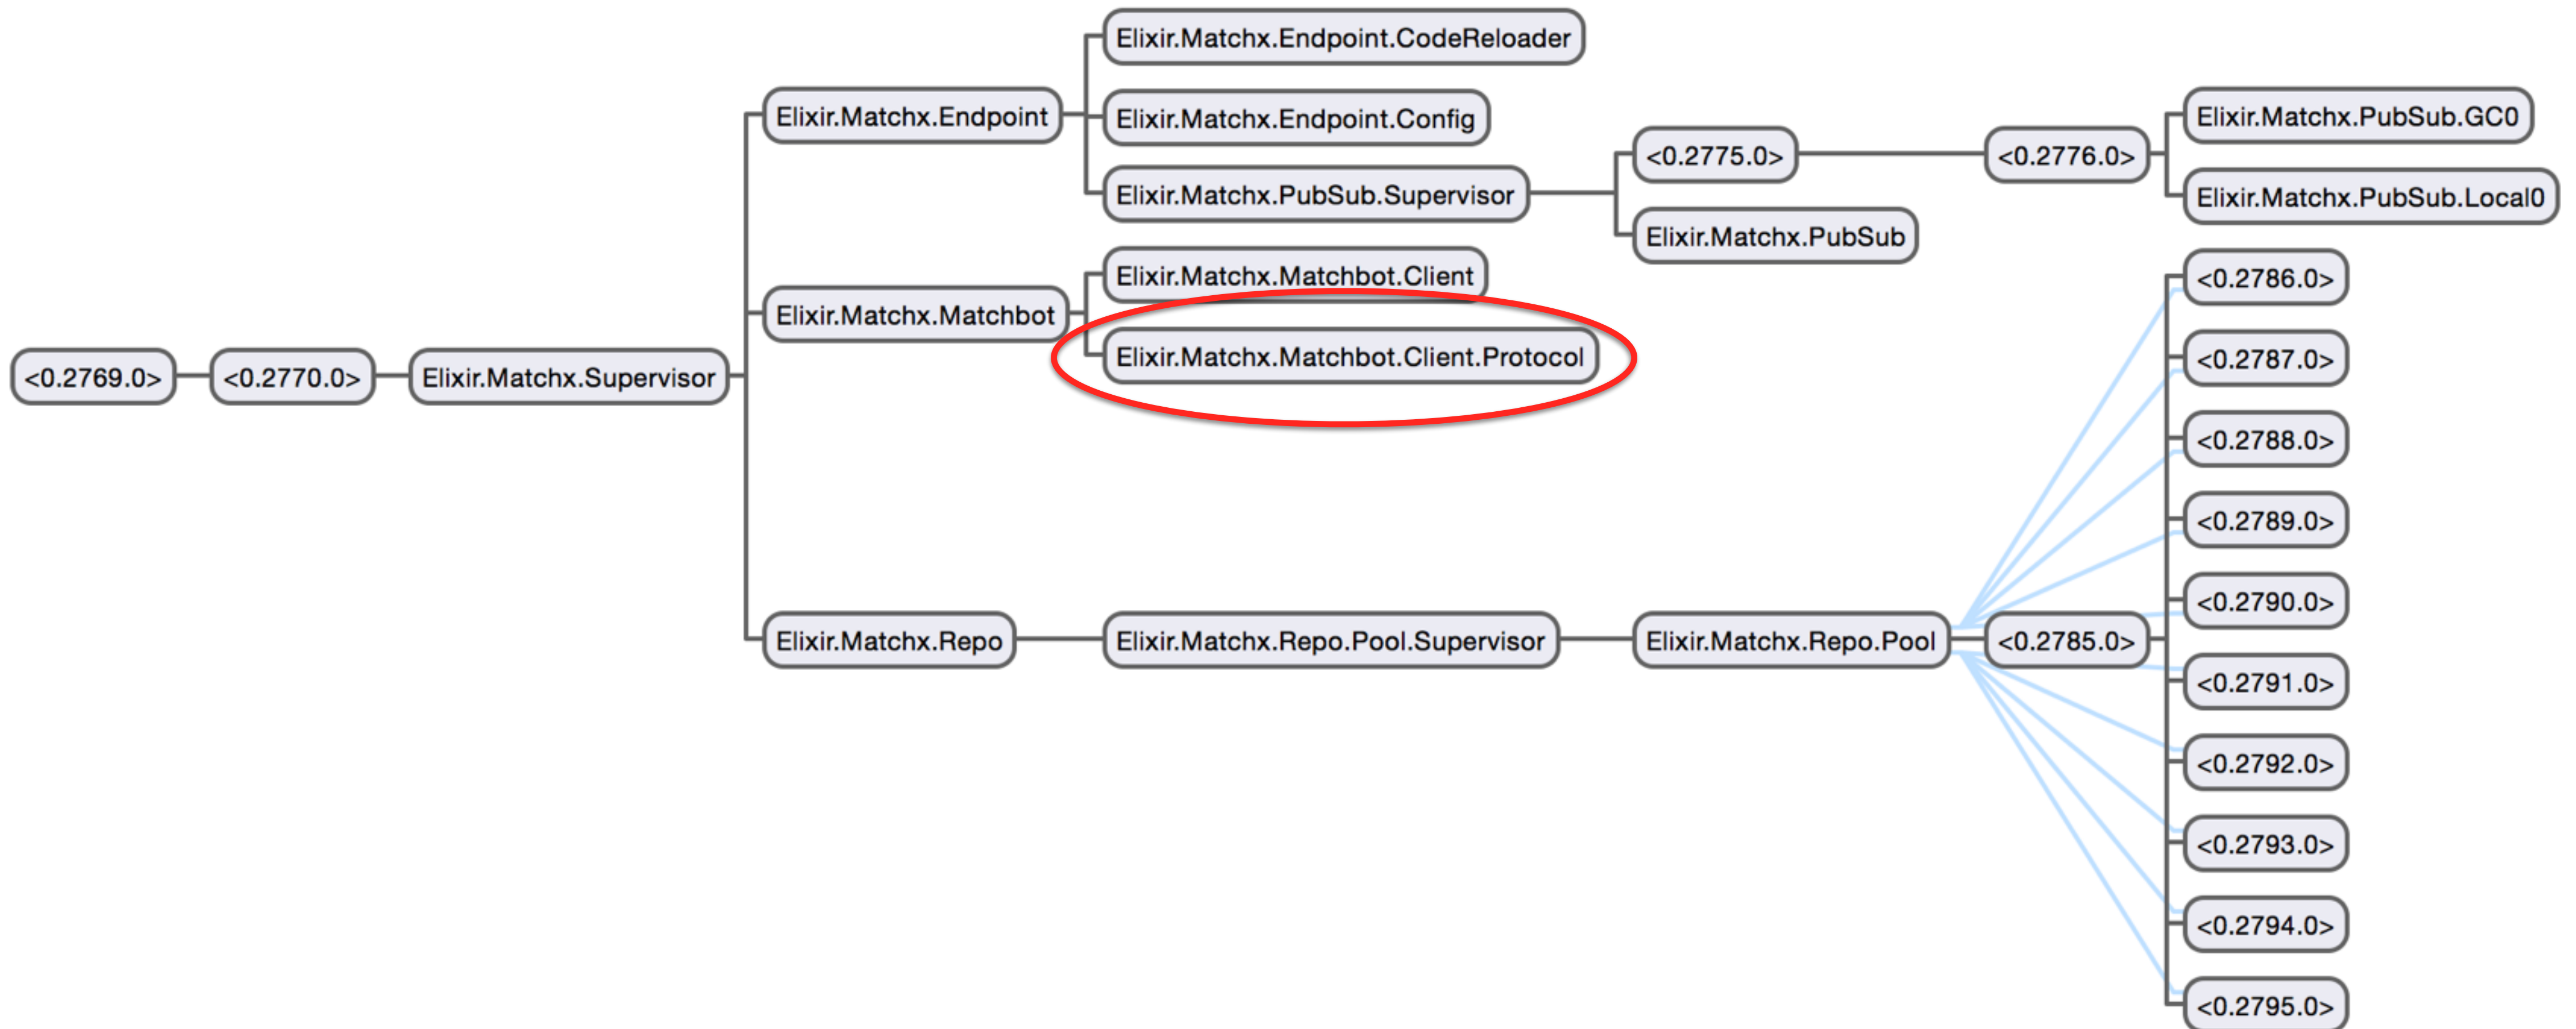 Elixir.Matchx.Endpoint.CodeReloader
Elixir.Matchx.Endpoint
Elixir.Matchx.Endpoint.Config
Elixir.Matchx.PubSub.GC0
<0.2775.0>
<0.2776.0>
Elixir.Matchx.PubSub.Supervisor
Elixir.Matchx.PubSub.Local0
Elixir.Matchx.PubSub
Elixir.Matchx.Matchbot.Client
<0.2786.0>
Elixir.Matchx.Matchbot
Elixir.Matchx.Matchbot.Client.Protocol
<0.2787.0>
<0.2769.0>
<0.2770.0>
Elixir.Matchx.Supervisor
<0.2788.0>
<0.2789.0>
<0.2790.0>
Elixir.Matchx.Repo
Elixir.Matchx.Repo.Pool.Supervisor
Elixir.Matchx.Repo.Pool
<0.2785.0>
<0.2791.0>
<0.2792.0>
<0.2793.0>
<0.2794.0>
<0.2795.0>